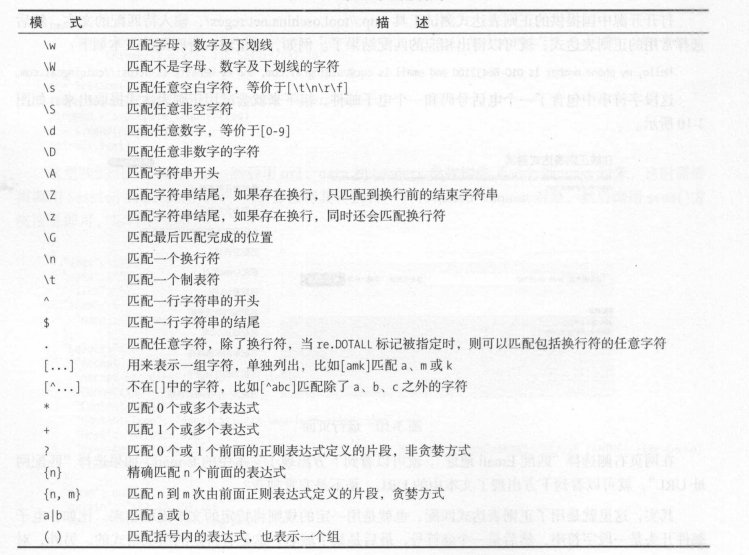 模 式 描 述
\w 匹配字母、数字及下划线
\W 匹配不是字母、数字及下划线的字符
\s 匹配任意空白字符，等价于[\t\n\r\f]
\S 匹配任意非空字符
\d 匹配任意数字，等价于[0-9]
\D 匹配任意非数字的字符
\A 匹配字符串开头
\Z 匹配字符串结尾，如果存在换行，只匹配到换行前的结束字符串
\z 匹配字符串结尾，如果存在换行，同时还会匹配换行符
\G 匹配最后匹配完成的位置
\n 匹配一个换行符
\t 匹配一个制表符
^ 匹配一行字符串的开头
$ 匹配一行字符串的结尾
. 匹配任意字符，除了换行符，当 re.DOTALL 标记被指定时，则可以匹配包括换行符的任意字符
[...] 用来表示一组字符，单独列出，比如[amk]匹配 a、m 或 k
[^...] 不在[]中的字符，比如[^abc]匹配除了 a、b、c 之外的字符
* 匹配 0 个或多个表达式
+ 匹配 1 个或多个表达式
? 匹配 0 个或 1 个前面的正则表达式定义的片段，非贪婪方式
{n} 精确匹配 n 个前面的表达式
{n, m} 匹配 n 到 m 次由前面正则表达式定义的片段，贪婪方式
a|b 匹配 a 或 b
( ) 匹配括号内的表达式，也表示一个组